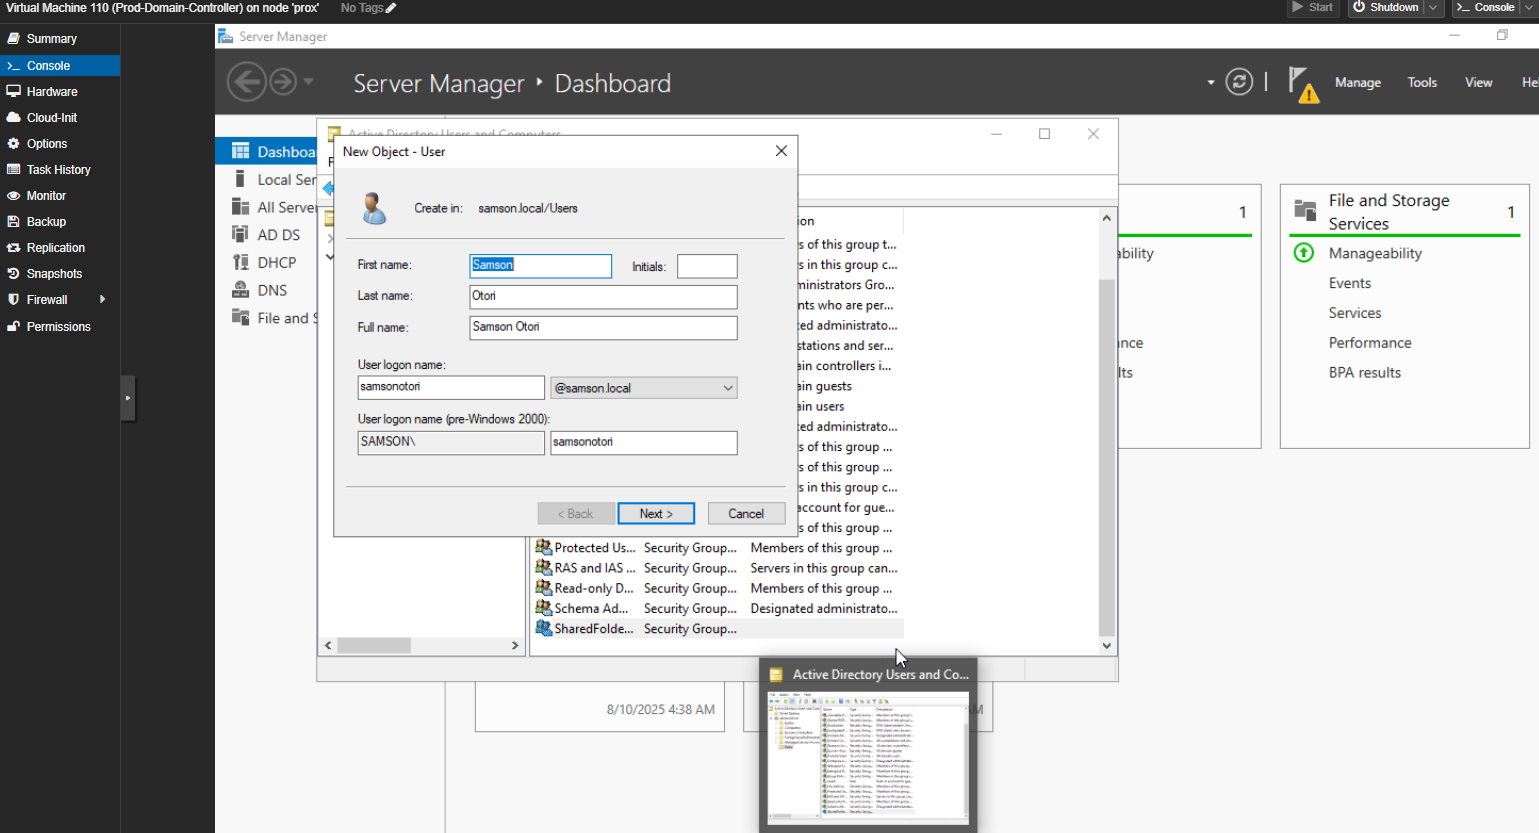 Virtual Machine 110 (Prod-Domain-Controller) on node 'prox' No Tags Start Shutdown Console
Summary
Console
Hardware
Cloud-Init
Options
Task History
Monitor
Backup
Replication
Snapshots
Firewall
Permissions
Server Manager
Server Manager Dashboard
Manage Tools View Hel
Dashboa
Local Ser
All Server
AD DS
DHCP
DNS
File and S
Active Directory Users and Computers
New Object - User
Create in: samson.local/Users
First name: Samson Initials:
Last name: Otori
Full name: Samson Otori
User logon name:
samsonotori @samson.local
User logon name (pre-Windows 2000):
SAMSON\ samsonotori
< Back Next > Cancel
ion
s of this group t...
s in this group c...
ministrators Gro...
nts who are per...
ed administrato...
stations and ser...
ain controllers i...
ain guests
ain users
ed administrato...
s of this group ...
s of this group ...
s in this group c...
account for gue...
s of this group ...
Protected Us... Security Group... Members of this group ...
RAS and IAS ... Security Group... Servers in this group can...
Read-only D... Security Group... Members of this group ...
Schema Ad... Security Group... Designated administrato...
SharedFolde... Security Group...
1
bility
nce
lts
File and Storage
Services 1
Manageability
Events
Services
Performance
BPA results
8/10/2025 4:38 AM
AM
Active Directory Users and Co...